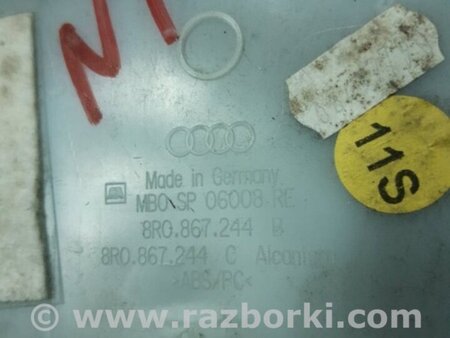 Made in Germany
MBO SP 06008 RE
8R0.867.244 B
8R0.867.244 C Alcantara
>ABS/PC<
11S
www.razborki.com